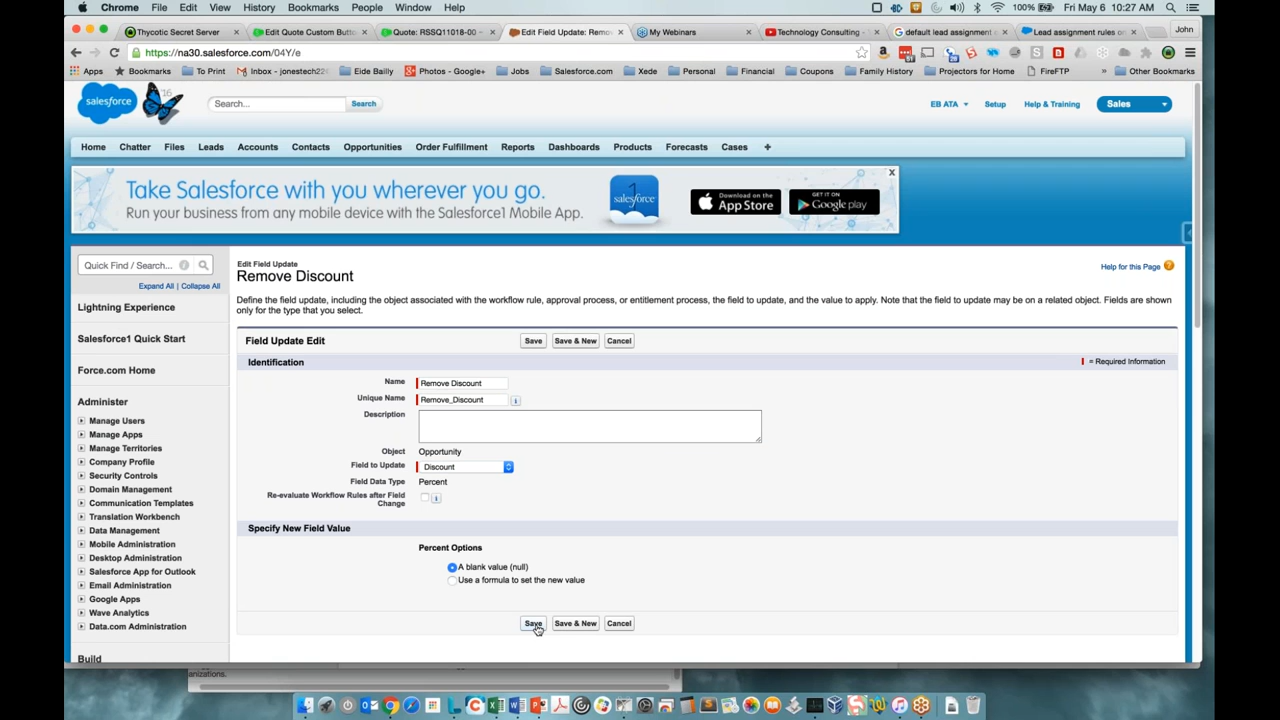 Chrome File Edit View History Bookmarks People Window Help 100% Fri May 6 10:27 AM
Thycotic Secret Server Edit Quote Custom Butt Quote: RSSQ11018-00 - Edit Field Update: Remo My Webinars Technology Consulting - default lead assignment Lead assignment rules o John
https://na30.salesforce.com/04Y/e
Apps Bookmarks To Print Inbox - jonestech22 Eide Bailly Photos - Google+ Jobs Salesforce.com Xede Personal Financial Coupons Family History Projectors for Home FireFTP » Other Bookmarks
salesforce Search... Search EB ATA Setup Help & Training Sales
Home Chatter Files Leads Accounts Contacts Opportunities Order Fulfillment Reports Dashboards Products Forecasts Cases +
Take Salesforce with you wherever you go.
Run your business from any mobile device with the Salesforce1 Mobile App.
salesforce
Download on the App Store
GET IT ON Google play
Quick Find / Search...
Expand All | Collapse All
Lightning Experience
Salesforce1 Quick Start
Force.com Home
Administer
Manage Users
Manage Apps
Manage Territories
Company Profile
Security Controls
Domain Management
Communication Templates
Translation Workbench
Data Management
Mobile Administration
Desktop Administration
Salesforce App for Outlook
Email Administration
Google Apps
Wave Analytics
Data.com Administration
Build
Edit Field Update
Remove Discount
Help for this Page
Define the field update, including the object associated with the workflow rule, approval process, or entitlement process, the field to update, and the value to apply. Note that the field to update may be on a related object. Fields are shown
only for the type that you select.
Field Update Edit Save Save & New Cancel
Identification = Required Information
Name Remove Discount
Unique Name Remove_Discount
Description
Object Opportunity
Field to Update Discount
Field Data Type Percent
Re-evaluate Workflow Rules after Field
Change
Specify New Field Value
Percent Options
A blank value (null)
Use a formula to set the new value
Save Save & New Cancel
anizations.